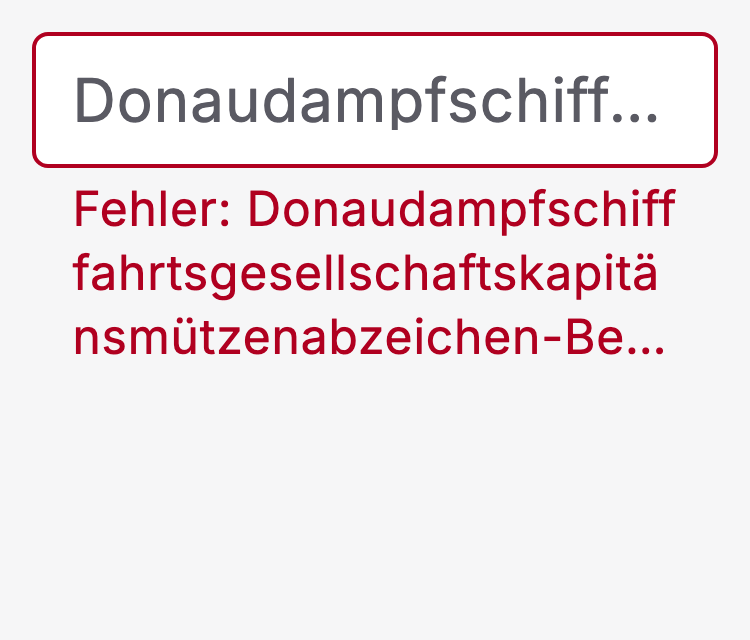 Donaudampfschiff...
Fehler: Donaudampfschiff
fahrtsgesellschaftskapitä
nsmützenabzeichen-Be...